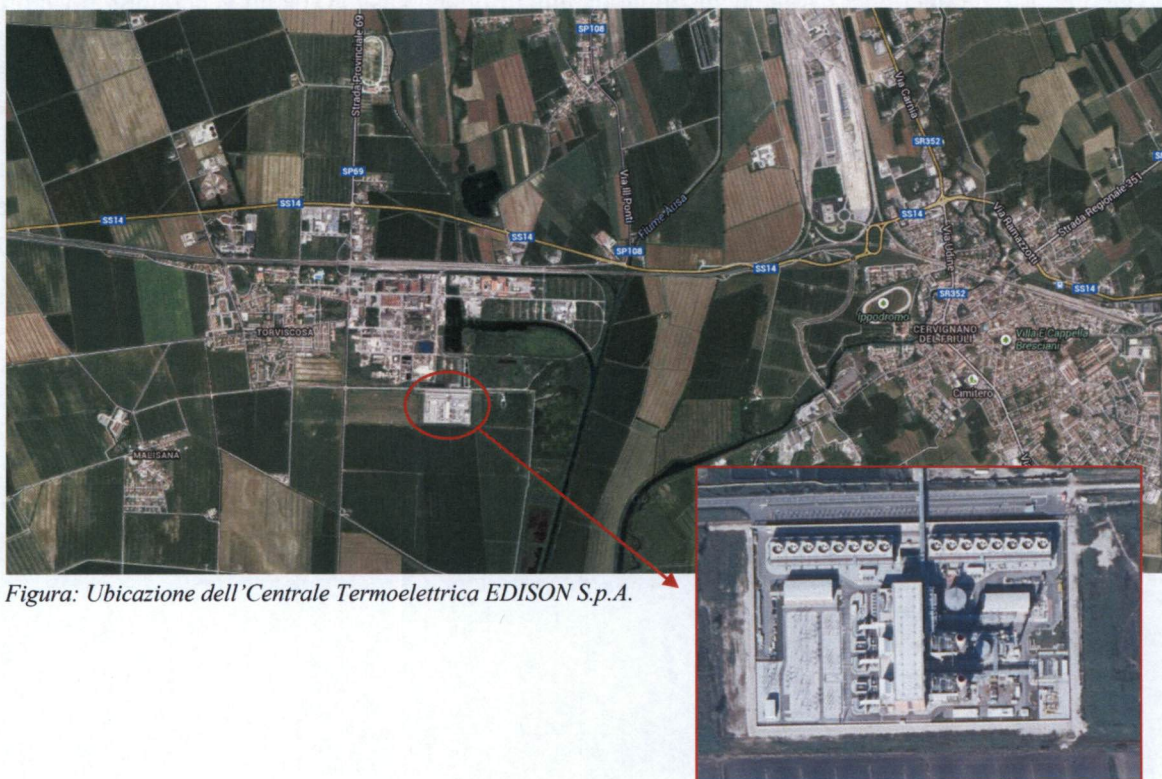 SP108
Strada Provinciale 69
Via Carnia
SR352
SP69
Via III Ponti
Fiume Ausa
Strada Regionale 351
SS14
SS14
SS14
SS14
Via Ramazzotti
Via Udine
SS14
SP108
SS14
SR352
Ippodromo
TORVISCOSA
CERVIGNANO
DEL FRIULI
Villa E Cappella
Bresciani
Cimitero
MALISANA
Figura: Ubicazione dell'Centrale Termoelettrica EDISON S.p.A.